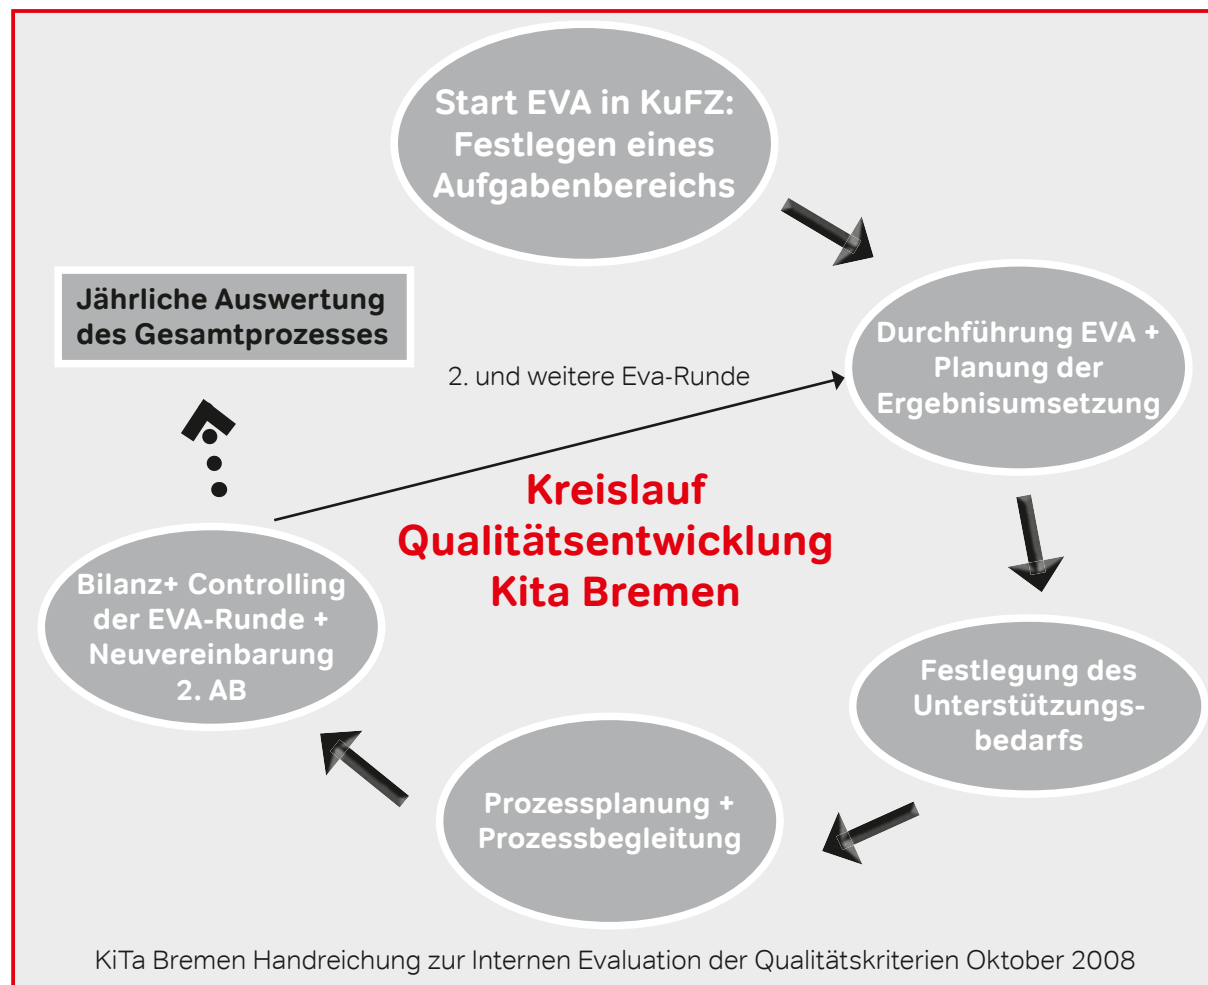 Start EVA in KuFZ:
Festlegen eines
Aufgabenbereichs
Jährliche Auswertung
des Gesamtprozesses
Durchführung EVA +
Planung der
Ergebnisumsetzung
2. und weitere Eva-Runde
Kreislauf
Qualitätsentwicklung
Kita Bremen
Bilanz+ Controlling
der EVA-Runde +
Neuvereinbarung
2. AB
Festlegung des
Unterstützungs-
bedarfs
Prozessplanung +
Prozessbegleitung
KiTa Bremen Handreichung zur Internen Evaluation der Qualitätskriterien Oktober 2008